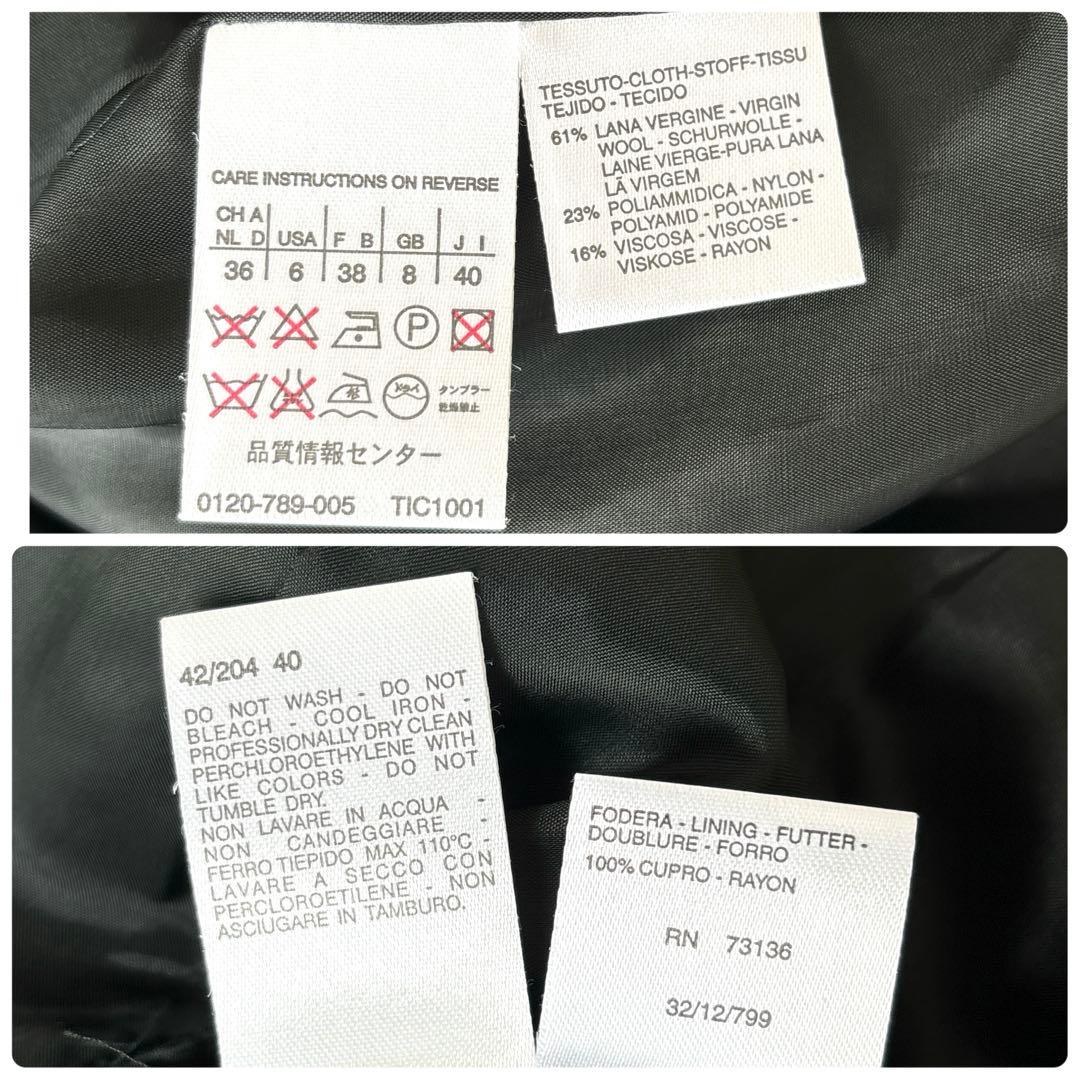 CARE INSTRUCTIONS ON REVERSE
CH A
NL D USA F B GB J I
36 6 38 8 40
P
ドライ タンブラー
乾燥禁止
品質情報センター
0120-789-005 TIC1001
TESSUTO-CLOTH-STOFF-TISSU
TEJIDO - TECIDO
61% LANA VERGINE - VIRGIN
WOOL - SCHURWOLLE -
LAINE VIERGE-PURA LANA
LÃ VIRGEM
23% POLIAMMIDICA - NYLON -
POLYAMID - POLYAMIDE
16% VISCOSA - VISCOSE -
VISKOSE - RAYON
42/204 40
DO NOT WASH - DO NOT
BLEACH - COOL IRON -
PROFESSIONALLY DRY CLEAN
PERCHLOROETHYLENE WITH
LIKE COLORS - DO NOT
TUMBLE DRY.
NON LAVARE IN ACQUA -
NON CANDEGGIARE -
FERRO TIEPIDO MAX 110°C -
LAVARE A SECCO CON
PERCLOROETILENE - NON
ASCIUGARE IN TAMBURO.
FODERA - LINING - FUTTER -
DOUBLURE - FORRO
100% CUPRO - RAYON
RN 73136
32/12/799